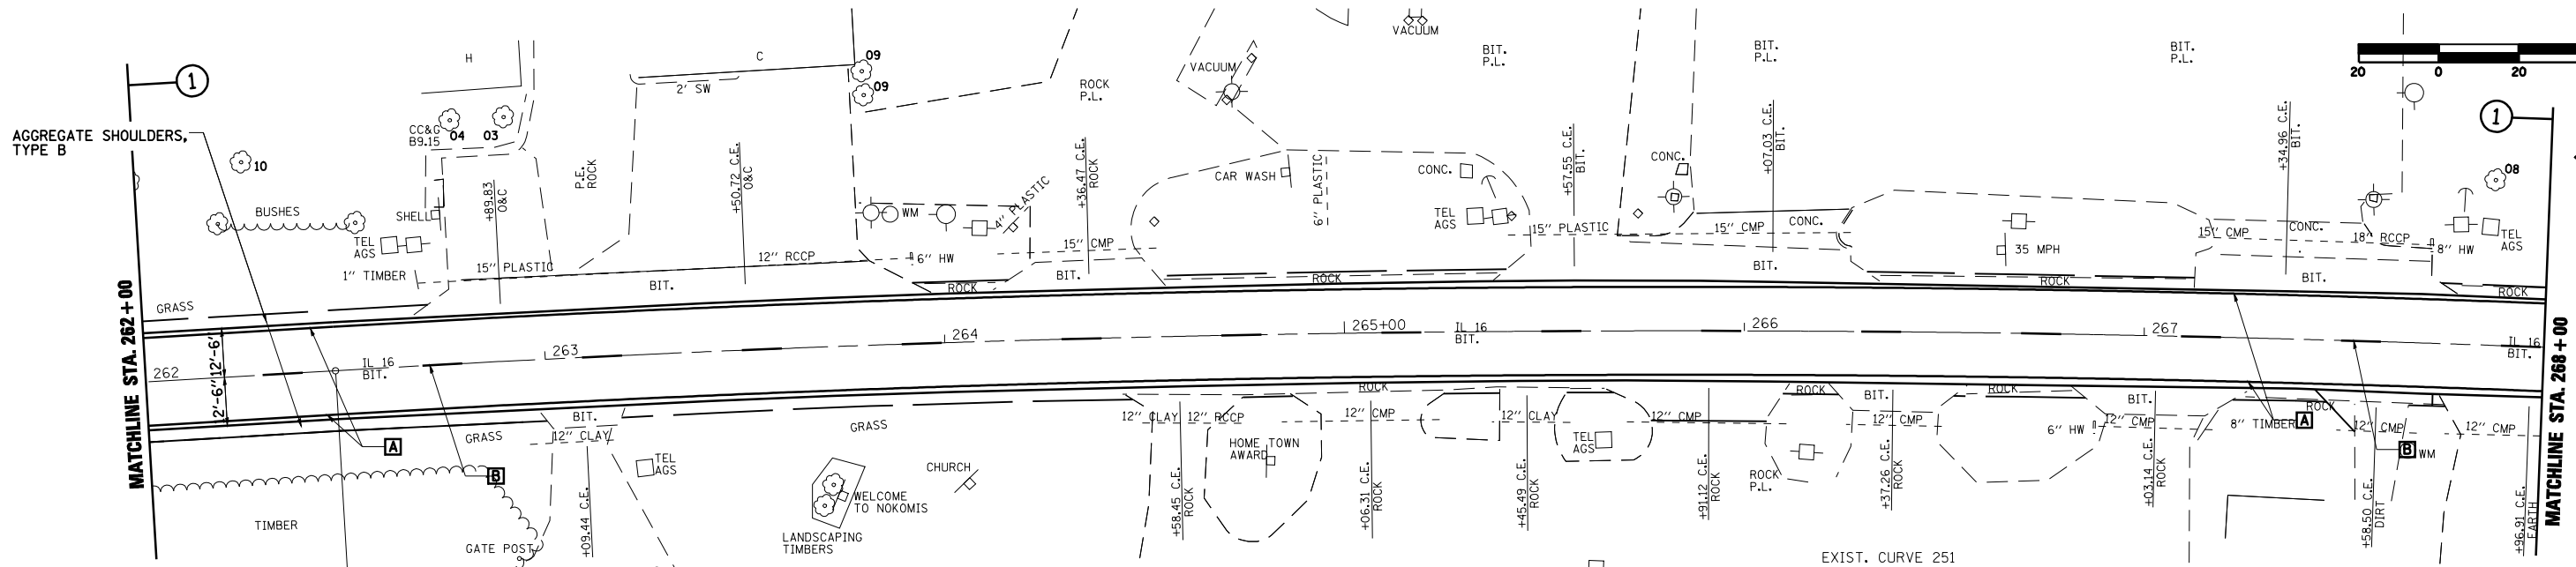 VACUUM
H
C
09
BIT.
P.L.
BIT.
P.L.
BIT.
P.L.
1
VACUUM
09
2' SW
ROCK
P.L.
20
0
20
1
AGGREGATE SHOULDERS,
TYPE B
CC&G
B9.15
04
03
10
P.E.
ROCK
+89.83
O&C
+50.72 C.E.
O&C
+36.47 C.E.
ROCK
+57.55 C.E.
BIT.
+07.03 C.E.
BIT.
+34.96 C.E.
BIT.
CONC.
CONC.
CAR WASH
6" PLASTIC
4" PLASTIC
08
BUSHES
SHELL
WM
TEL
AGS
TEL
AGS
TEL
AGS
15" PLASTIC
15" CMP
CONC.
15" CMP
CONC.
18" RCCP
8" HW
35 MPH
1" TIMBER
15" PLASTIC
12" RCCP
6" HW
15" CMP
BIT.
BIT.
BIT.
BIT.
ROCK
ROCK
ROCK
ROCK
GRASS
MATCHLINE STA. 262+00
12'-6"
2'-6"
262
IL 16
BIT.
263
264
265+00
IL 16
BIT.
266
267
IL 16
BIT.
MATCHLINE STA. 268+00
ROCK
ROCK
ROCK
ROCK
A
B
GRASS
BIT.
12" CLAY
GRASS
12" CLAY
12" RCCP
12" CMP
12" CLAY
12" CMP
12" CMP
BIT.
BIT.
12" CMP
6" HW
8" TIMBER
A
12" CMP
12" CMP
B
WM
TEL
AGS
CHURCH
HOME TOWN
AWARD
TEL
AGS
ROCK
P.L.
WELCOME
TO NOKOMIS
LANDSCAPING
TIMBERS
TIMBER
GATE POST
+09.44 C.E.
+58.45 C.E.
ROCK
+06.31 C.E.
ROCK
+45.49 C.E.
ROCK
+91.12 C.E.
ROCK
+37.26 C.E.
ROCK
+03.14 C.E.
ROCK
+58.50 C.E.
DIRT
+96.91 C.E.
EARTH
EXIST. CURVE 251